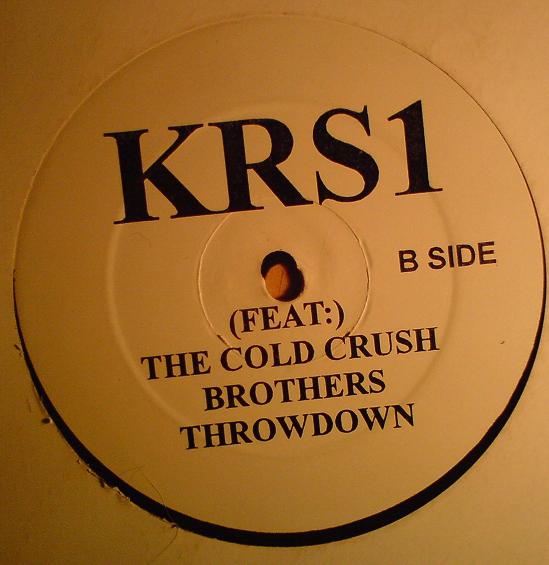 KRS1
B SIDE
(FEAT:)
THE COLD CRUSH
BROTHERS
THROWDOWN